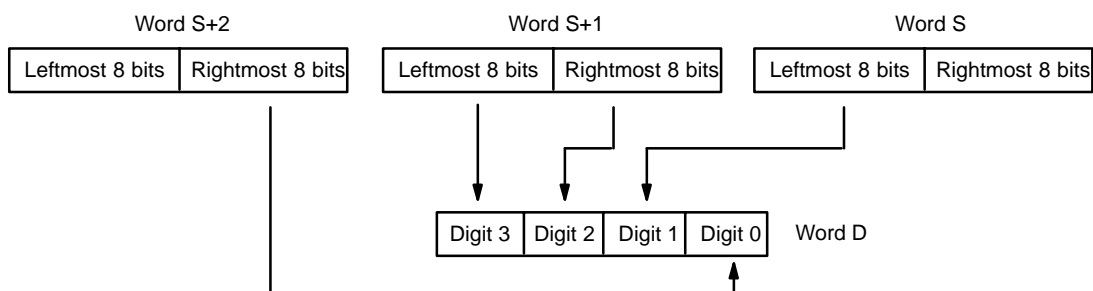 Word S+2 Word S+1 Word S
Leftmost 8 bits Rightmost 8 bits Leftmost 8 bits Rightmost 8 bits Leftmost 8 bits Rightmost 8 bits
Digit 3 Digit 2 Digit 1 Digit 0 Word D